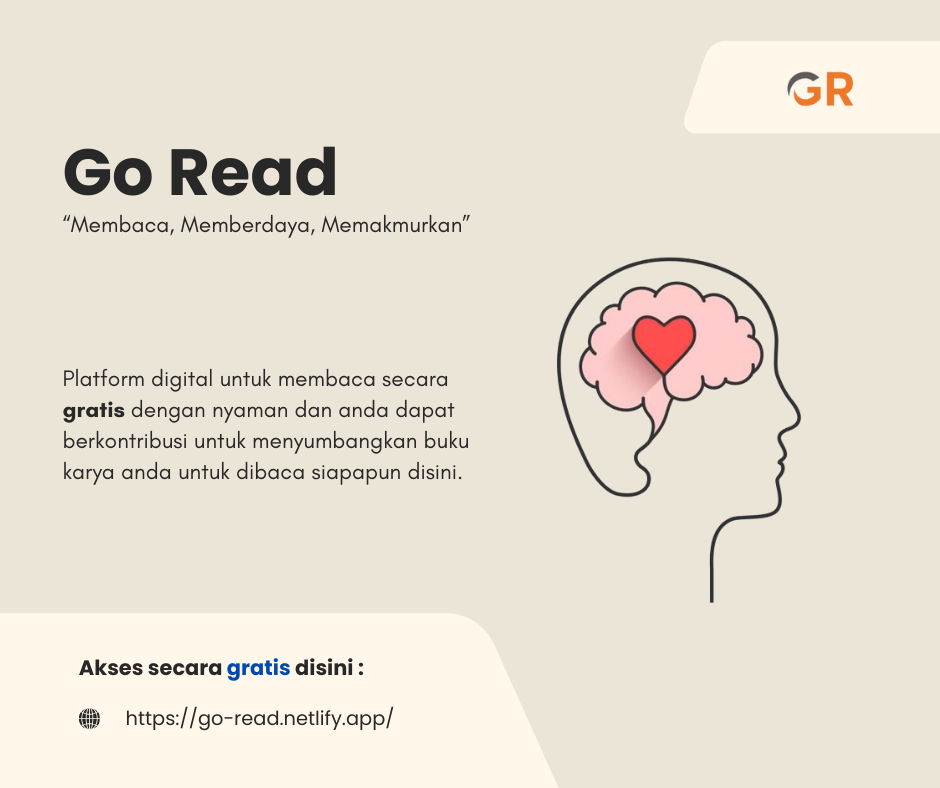 GR
Go Read
“Membaca, Memberdaya, Memakmurkan”
Platform digital untuk membaca secara
gratis dengan nyaman dan anda dapat
berkontribusi untuk menyumbangkan buku
karya anda untuk dibaca siapapun disini.
Akses secara gratis disini :
https://go-read.netlify.app/